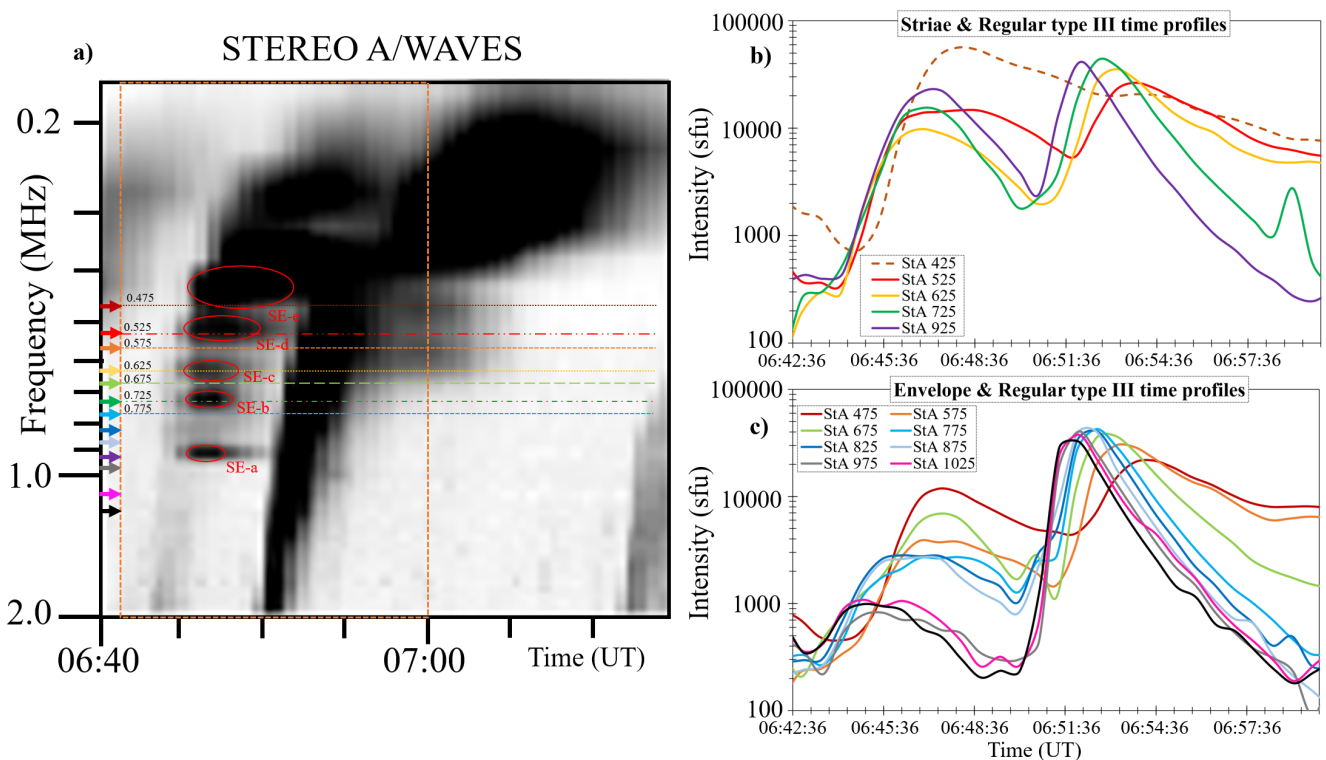 a)
STEREO A/WAVES
Frequency (MHz)
0.2
1.0
2.0
0.475
0.525
0.575
0.625
0.675
0.725
0.775
SE-e
SE-d
SE-c
SE-b
SE-a
06:40
07:00
Time (UT)
b)
Striae & Regular type III time profiles
Intensity (sfu)
100000
10000
1000
100
StA 425
StA 525
StA 625
StA 725
StA 925
06:42:36 06:45:36 06:48:36 06:51:36 06:54:36 06:57:36
c)
Envelope & Regular type III time profiles
Intensity (sfu)
100000
10000
1000
100
StA 475 StA 575
StA 675 StA 775
StA 825 StA 875
StA 975 StA 1025
06:42:36 06:45:36 06:48:36 06:51:36 06:54:36 06:57:36
Time (UT)